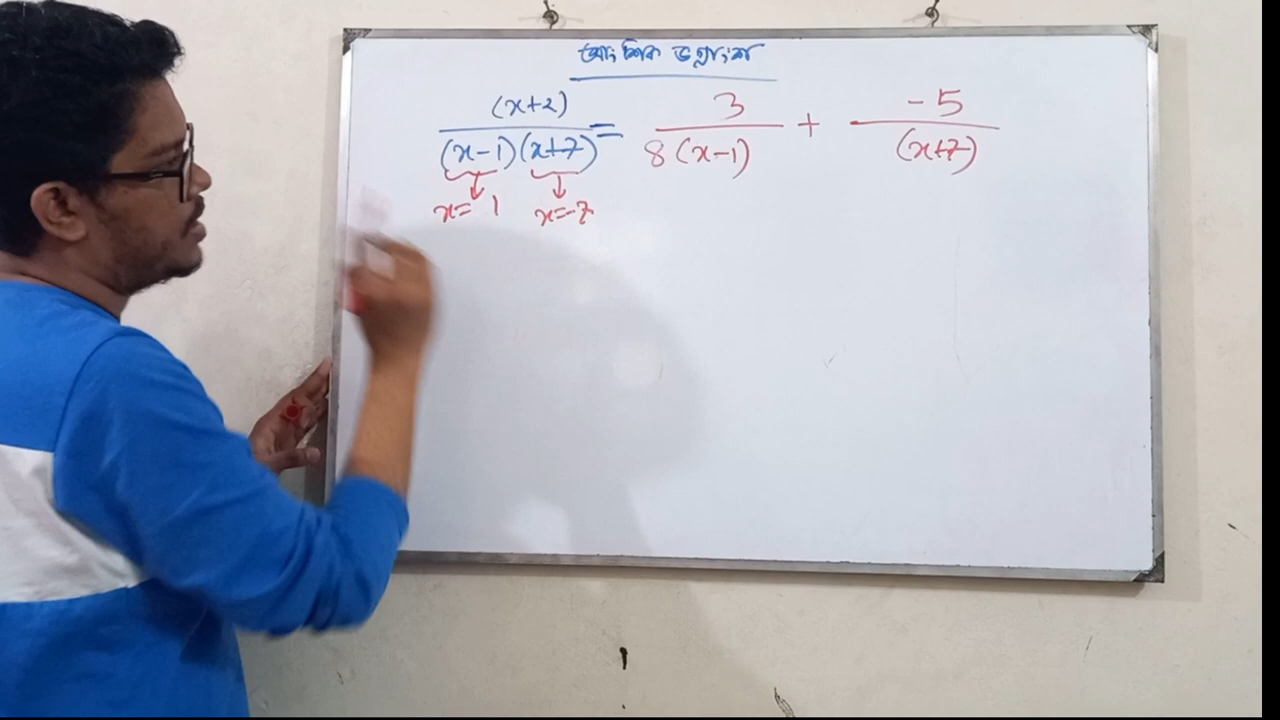 আংশিক ভগ্নাংশ
(x+2) / (x-1)(x+7) = 3 / 8(x-1) + -5 / (x+7)
x= 1 x=-7